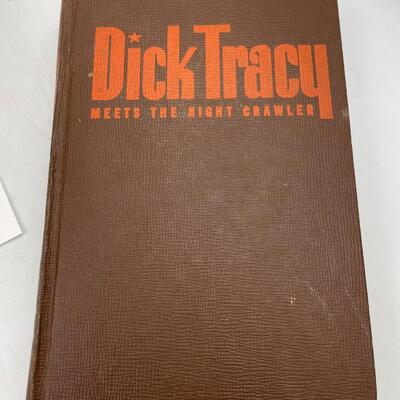 Dick Tracy
MEETS THE NIGHT CRAWLER